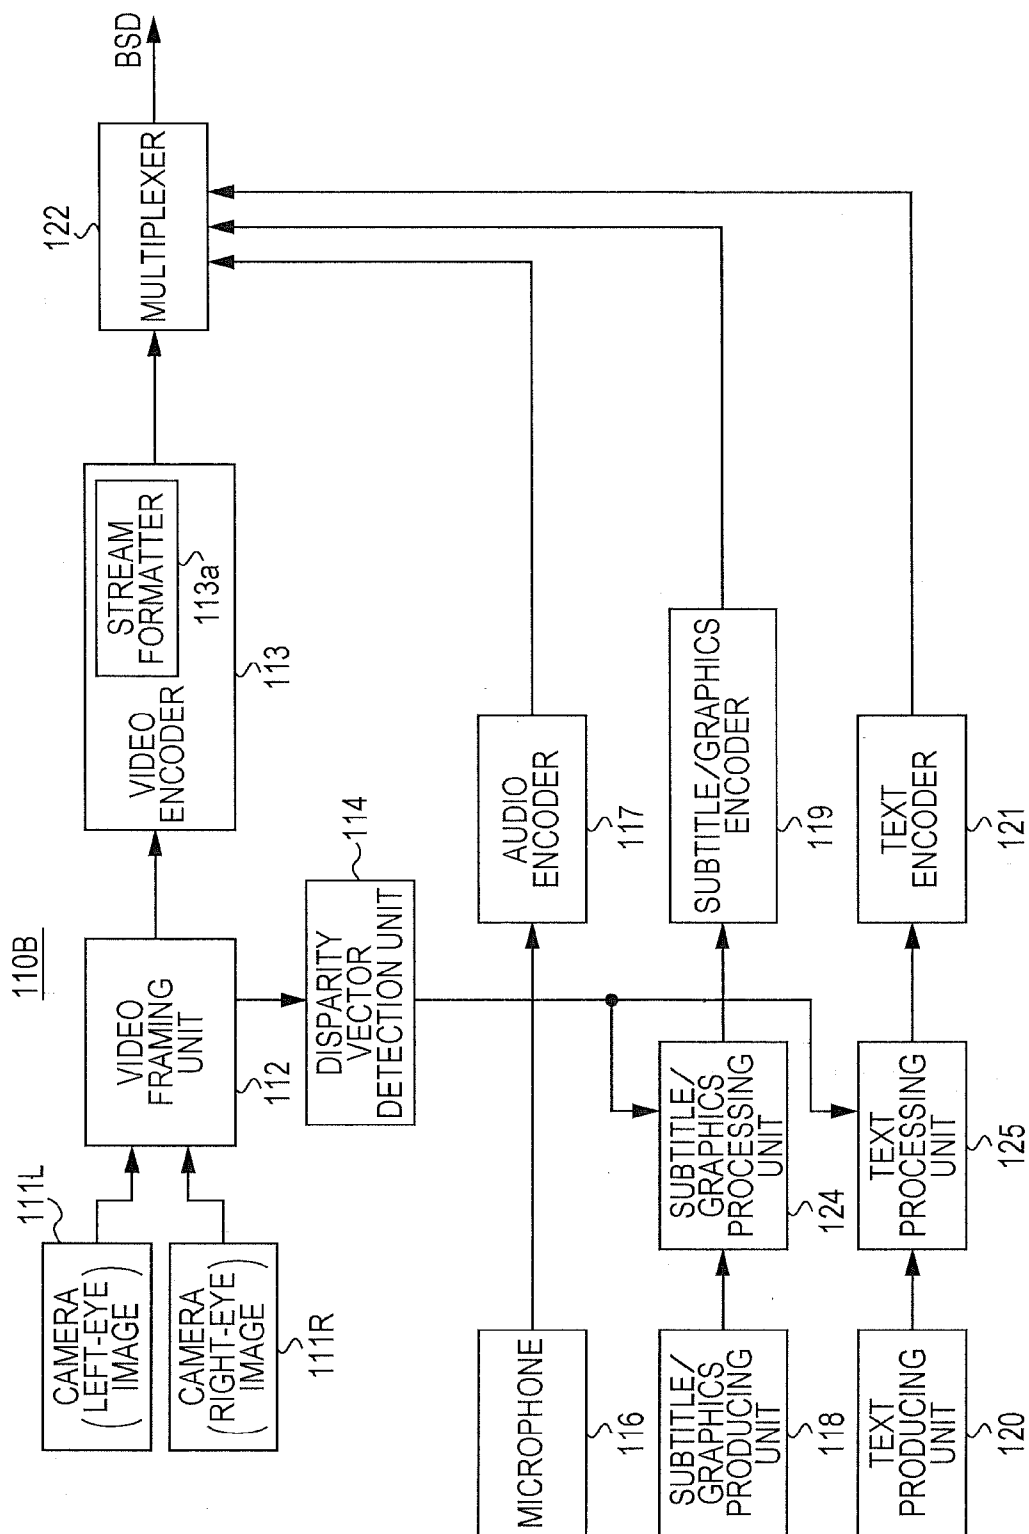 110B
111L
CAMERA
(LEFT-EYE
IMAGE)
CAMERA
(RIGHT-EYE
IMAGE)
111R
VIDEO
FRAMING
UNIT
112
VIDEO
ENCODER
STREAM
FORMATTER
113a
113
122
MULTIPLEXER
BSD
DISPARITY
VECTOR
DETECTION UNIT
114
MICROPHONE
116
AUDIO
ENCODER
117
SUBTITLE/
GRAPHICS
PRODUCING
UNIT
118
SUBTITLE/
GRAPHICS
PROCESSING
UNIT
124
SUBTITLE/GRAPHICS
ENCODER
119
TEXT
PRODUCING
UNIT
120
TEXT
PROCESSING
UNIT
125
TEXT
ENCODER
121